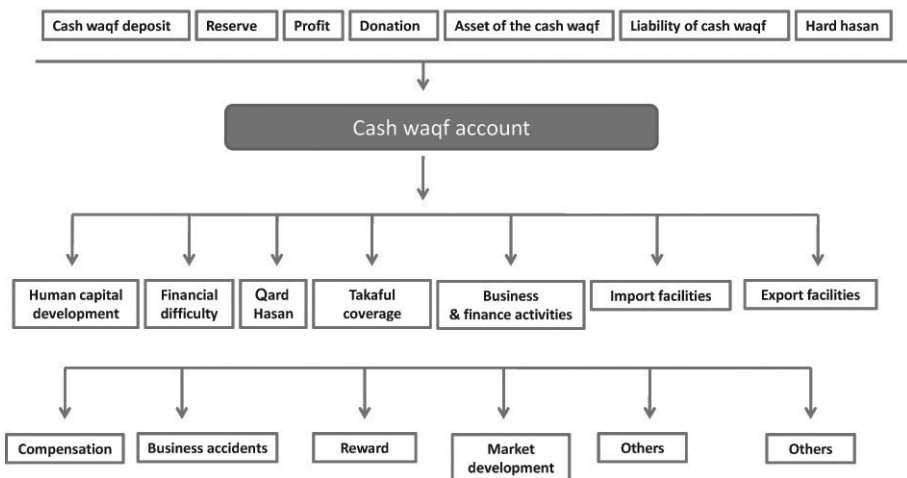 Cash waqf deposit
Reserve
Profit
Donation
Asset of the cash waqf
Liability of cash waqf
Hard hasan
Cash waqf account
Human capital
development
Financial
difficulty
Qard
Hasan
Takaful
coverage
Business
& finance activities
Import facilities
Export facilities
Compensation
Business accidents
Reward
Market
development
Others
Others